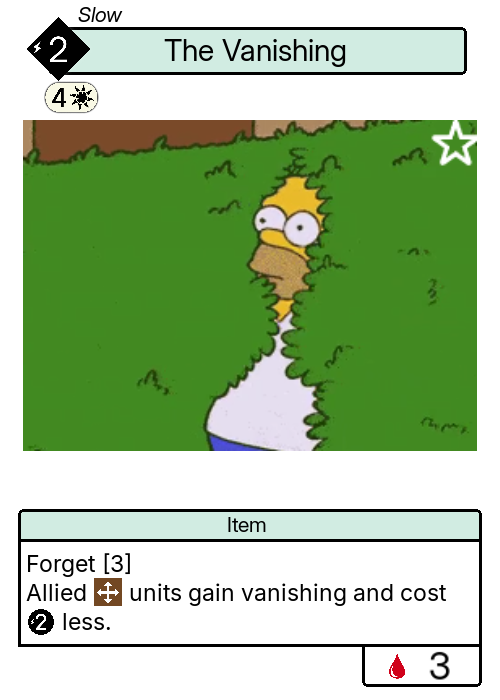 Slow
2
The Vanishing
4
Item
Forget [3]
Allied units gain vanishing and cost
2 less.
3